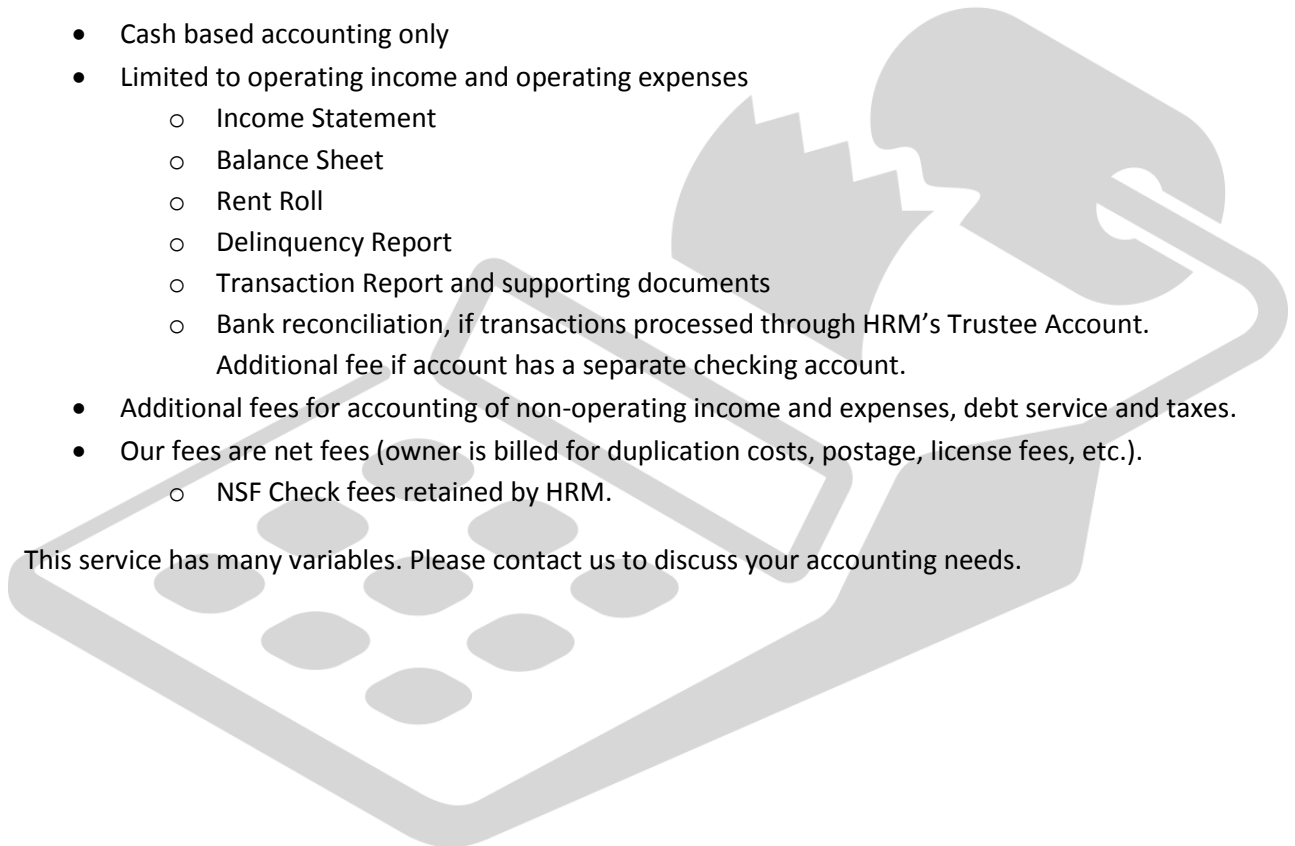 • Cash based accounting only
• Limited to operating income and operating expenses
o Income Statement
o Balance Sheet
o Rent Roll
o Delinquency Report
o Transaction Report and supporting documents
o Bank reconciliation, if transactions processed through HRM’s Trustee Account.
Additional fee if account has a separate checking account.
• Additional fees for accounting of non-operating income and expenses, debt service and taxes.
• Our fees are net fees (owner is billed for duplication costs, postage, license fees, etc.).
o NSF Check fees retained by HRM.
This service has many variables. Please contact us to discuss your accounting needs.